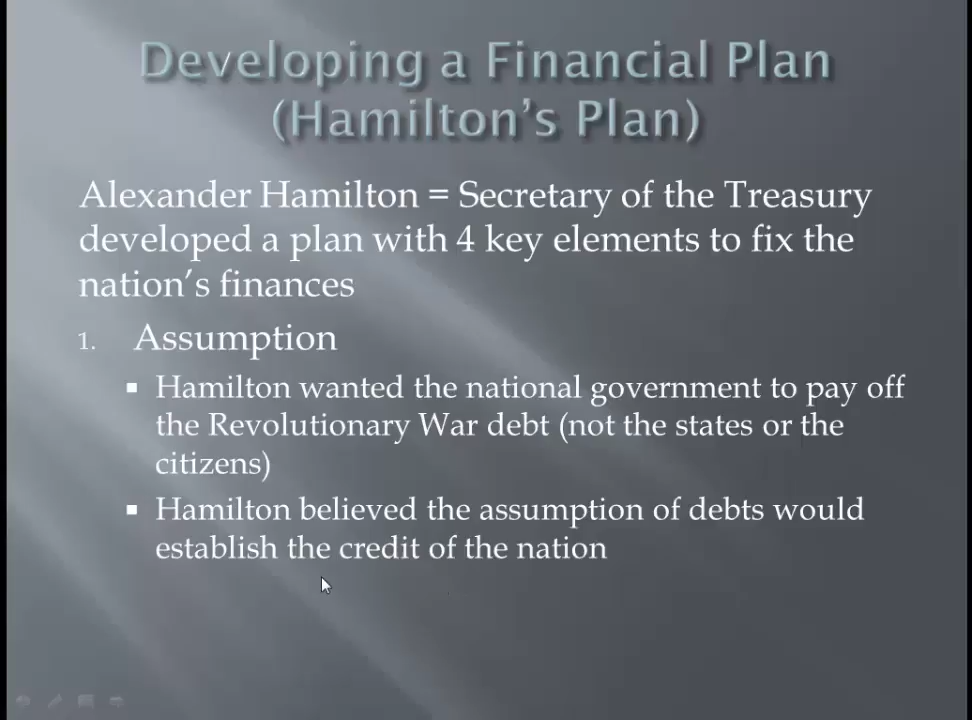 Developing a Financial Plan
(Hamilton's Plan)
Alexander Hamilton = Secretary of the Treasury
developed a plan with 4 key elements to fix the
nation's finances
1. Assumption
▪ Hamilton wanted the national government to pay off
the Revolutionary War debt (not the states or the
citizens)
▪ Hamilton believed the assumption of debts would
establish the credit of the nation